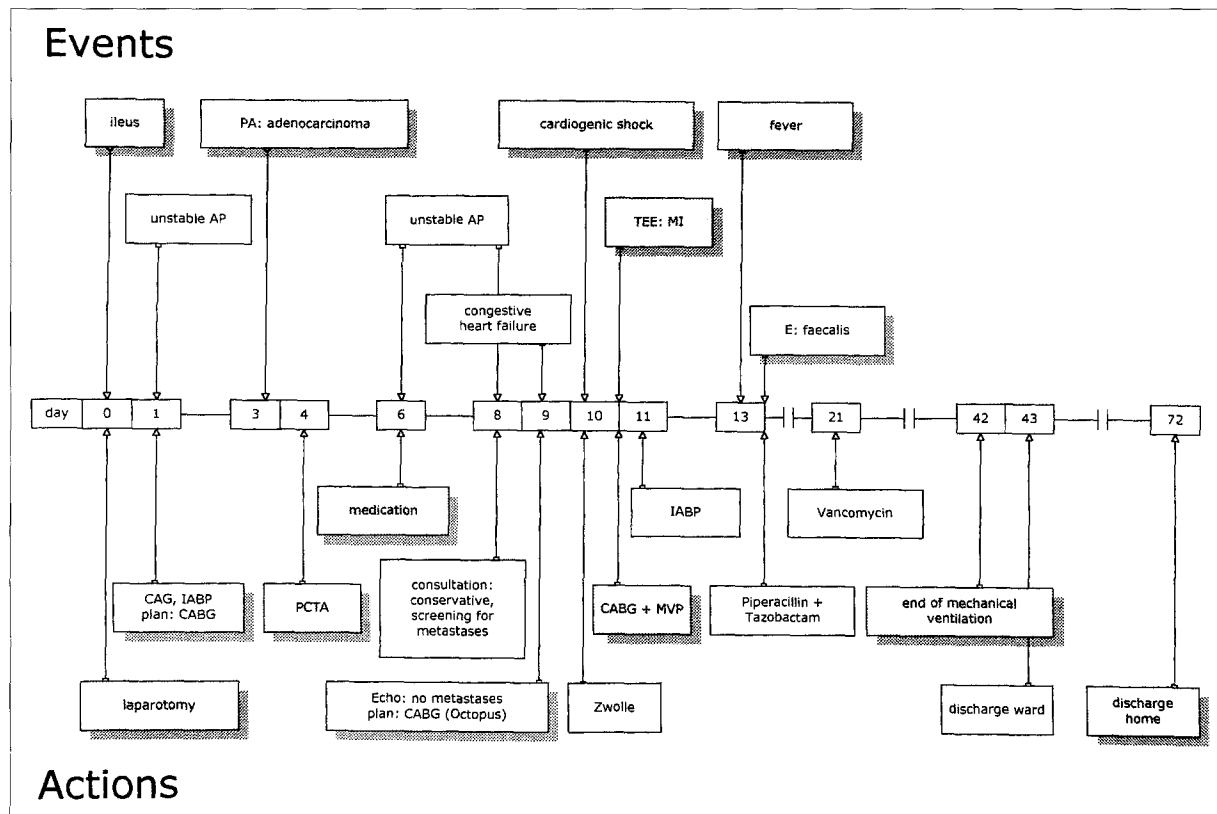 Events
ileus
PA: adenocarcinoma
cardiogenic shock
fever
unstable AP
unstable AP
TEE: MI
congestive
heart failure
E: faecalis
day 0 1 3 4 6 8 9 10 11 13 21 42 43 72
medication
IABP
Vancomycin
CAG, IABP
plan: CABG
PCTA
consultation:
conservative,
screening for
metastases
CABG + MVP
Piperacillin +
Tazobactam
end of mechanical
ventilation
laparotomy
Echo: no metastases
plan: CABG (Octopus)
Zwolle
discharge ward
discharge
home
Actions